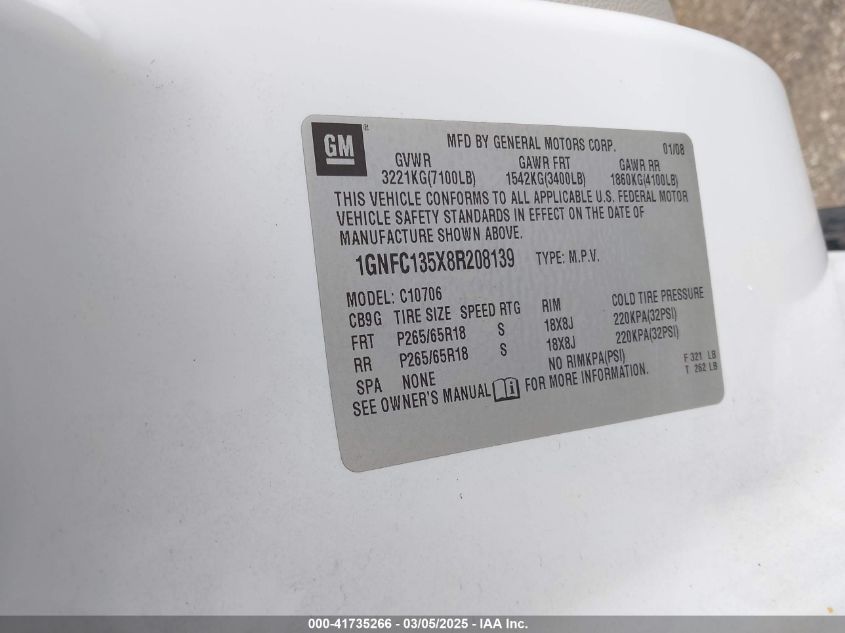 GM ®
MFD BY GENERAL MOTORS CORP. 01/08
GVWR GAWR FRT GAWR RR
3221KG(7100LB) 1542KG(3400LB) 1860KG(4100LB)
THIS VEHICLE CONFORMS TO ALL APPLICABLE U.S. FEDERAL MOTOR
VEHICLE SAFETY STANDARDS IN EFFECT ON THE DATE OF
MANUFACTURE SHOWN ABOVE.
1GNFC135X8R208139 TYPE: M.P.V.
MODEL: C10706
CB9G TIRE SIZE SPEED RTG RIM COLD TIRE PRESSURE
FRT P265/65R18 S 18X8J 220KPA(32PSI)
RR P265/65R18 S 18X8J 220KPA(32PSI)
SPA NONE NO RIMKPA(PSI)
SEE OWNER'S MANUAL i FOR MORE INFORMATION.
F 321 LB
T 262 LB
000-41735266 - 03/05/2025 - IAA Inc.